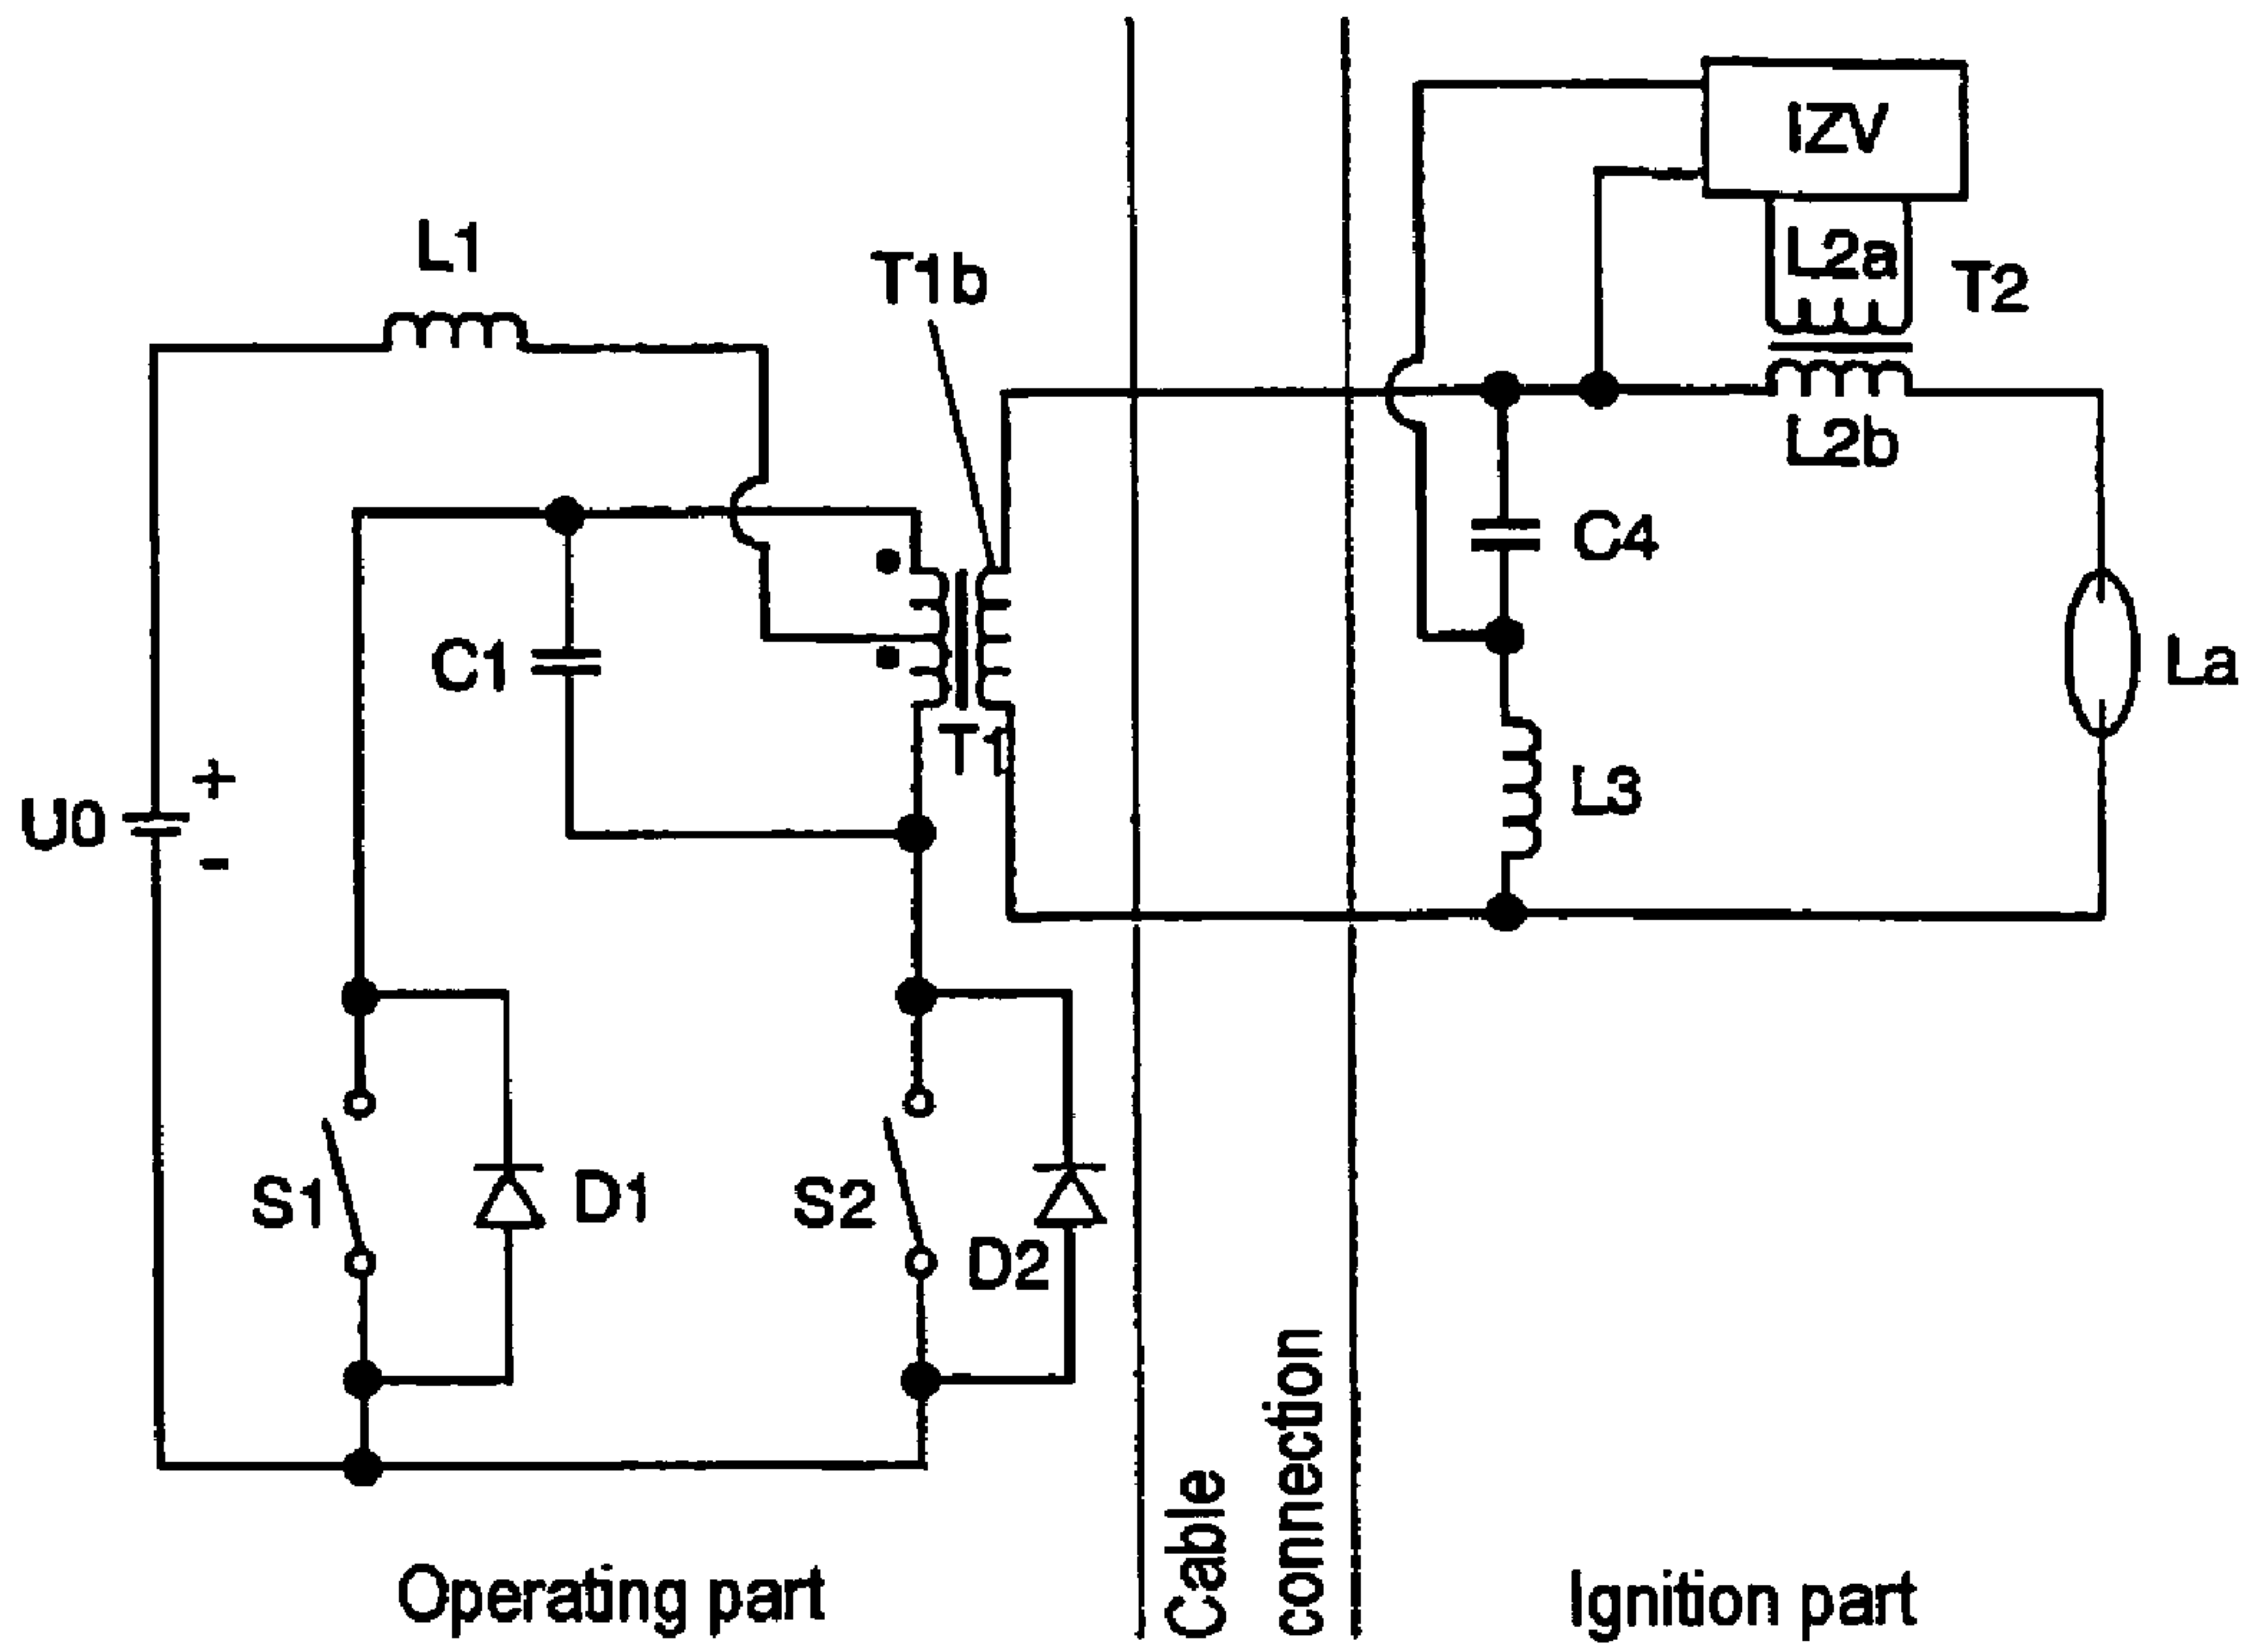 IZV
L1
T1b
L2a
T2
L2b
C4
C1
La
T1
L3
U0
+
-
S1
D1
S2
D2
Cable
connection
Operating part
Ignition part